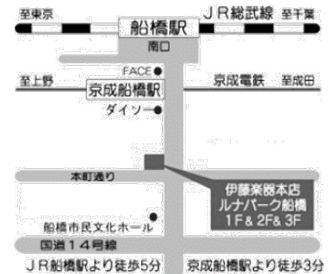 至東京
JR総武線 至千葉
船橋駅
南口
FACE
至上野
京成電鉄 至成田
京成船橋駅
ダイソー
本町通り
伊藤楽器本店
ルナパーク船橋
1F&2F&3F
船橋市民文化ホール
国道14号線
JR船橋駅より徒歩5分 京成船橋駅より徒歩3分